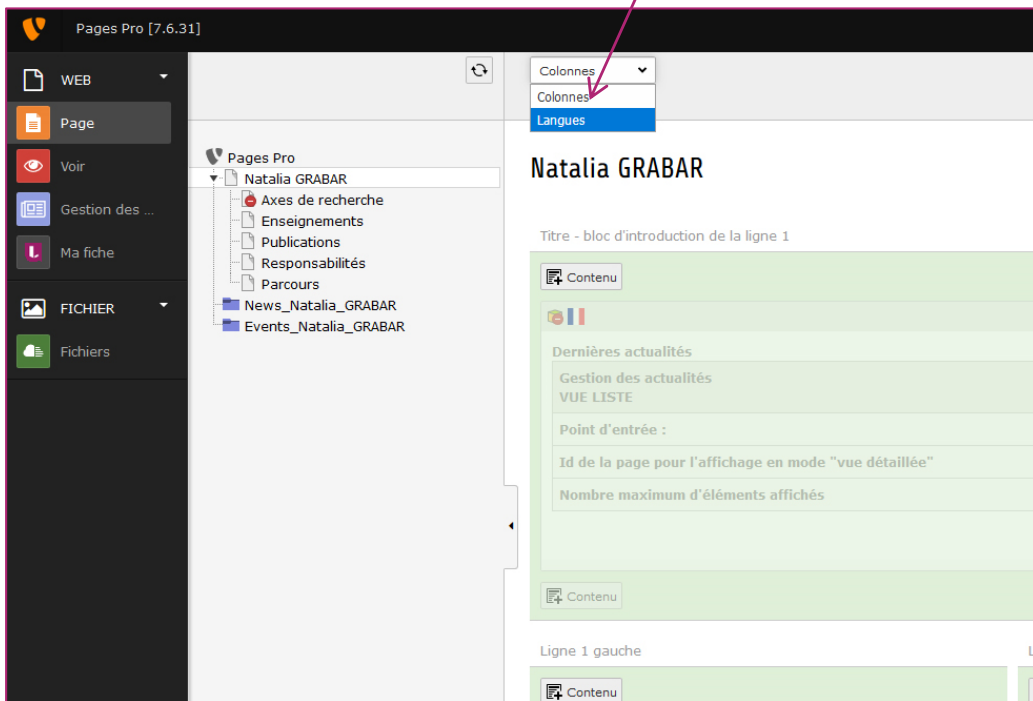 Pages Pro [7.6.31]
WEB
Page
Voir
Gestion des ...
Ma fiche
FICHIER
Fichiers
Pages Pro
Natalia GRABAR
Axes de recherche
Enseignements
Publications
Responsabilités
Parcours
News_Natalia_GRABAR
Events_Natalia_GRABAR
Colonnes
Colonnes
Langues
Natalia GRABAR
Titre - bloc d'introduction de la ligne 1
Contenu
Dernières actualités
Gestion des actualités
VUE LISTE
Point d'entrée :
Id de la page pour l'affichage en mode "vue détaillée"
Nombre maximum d'éléments affichés
Contenu
Ligne 1 gauche
Contenu